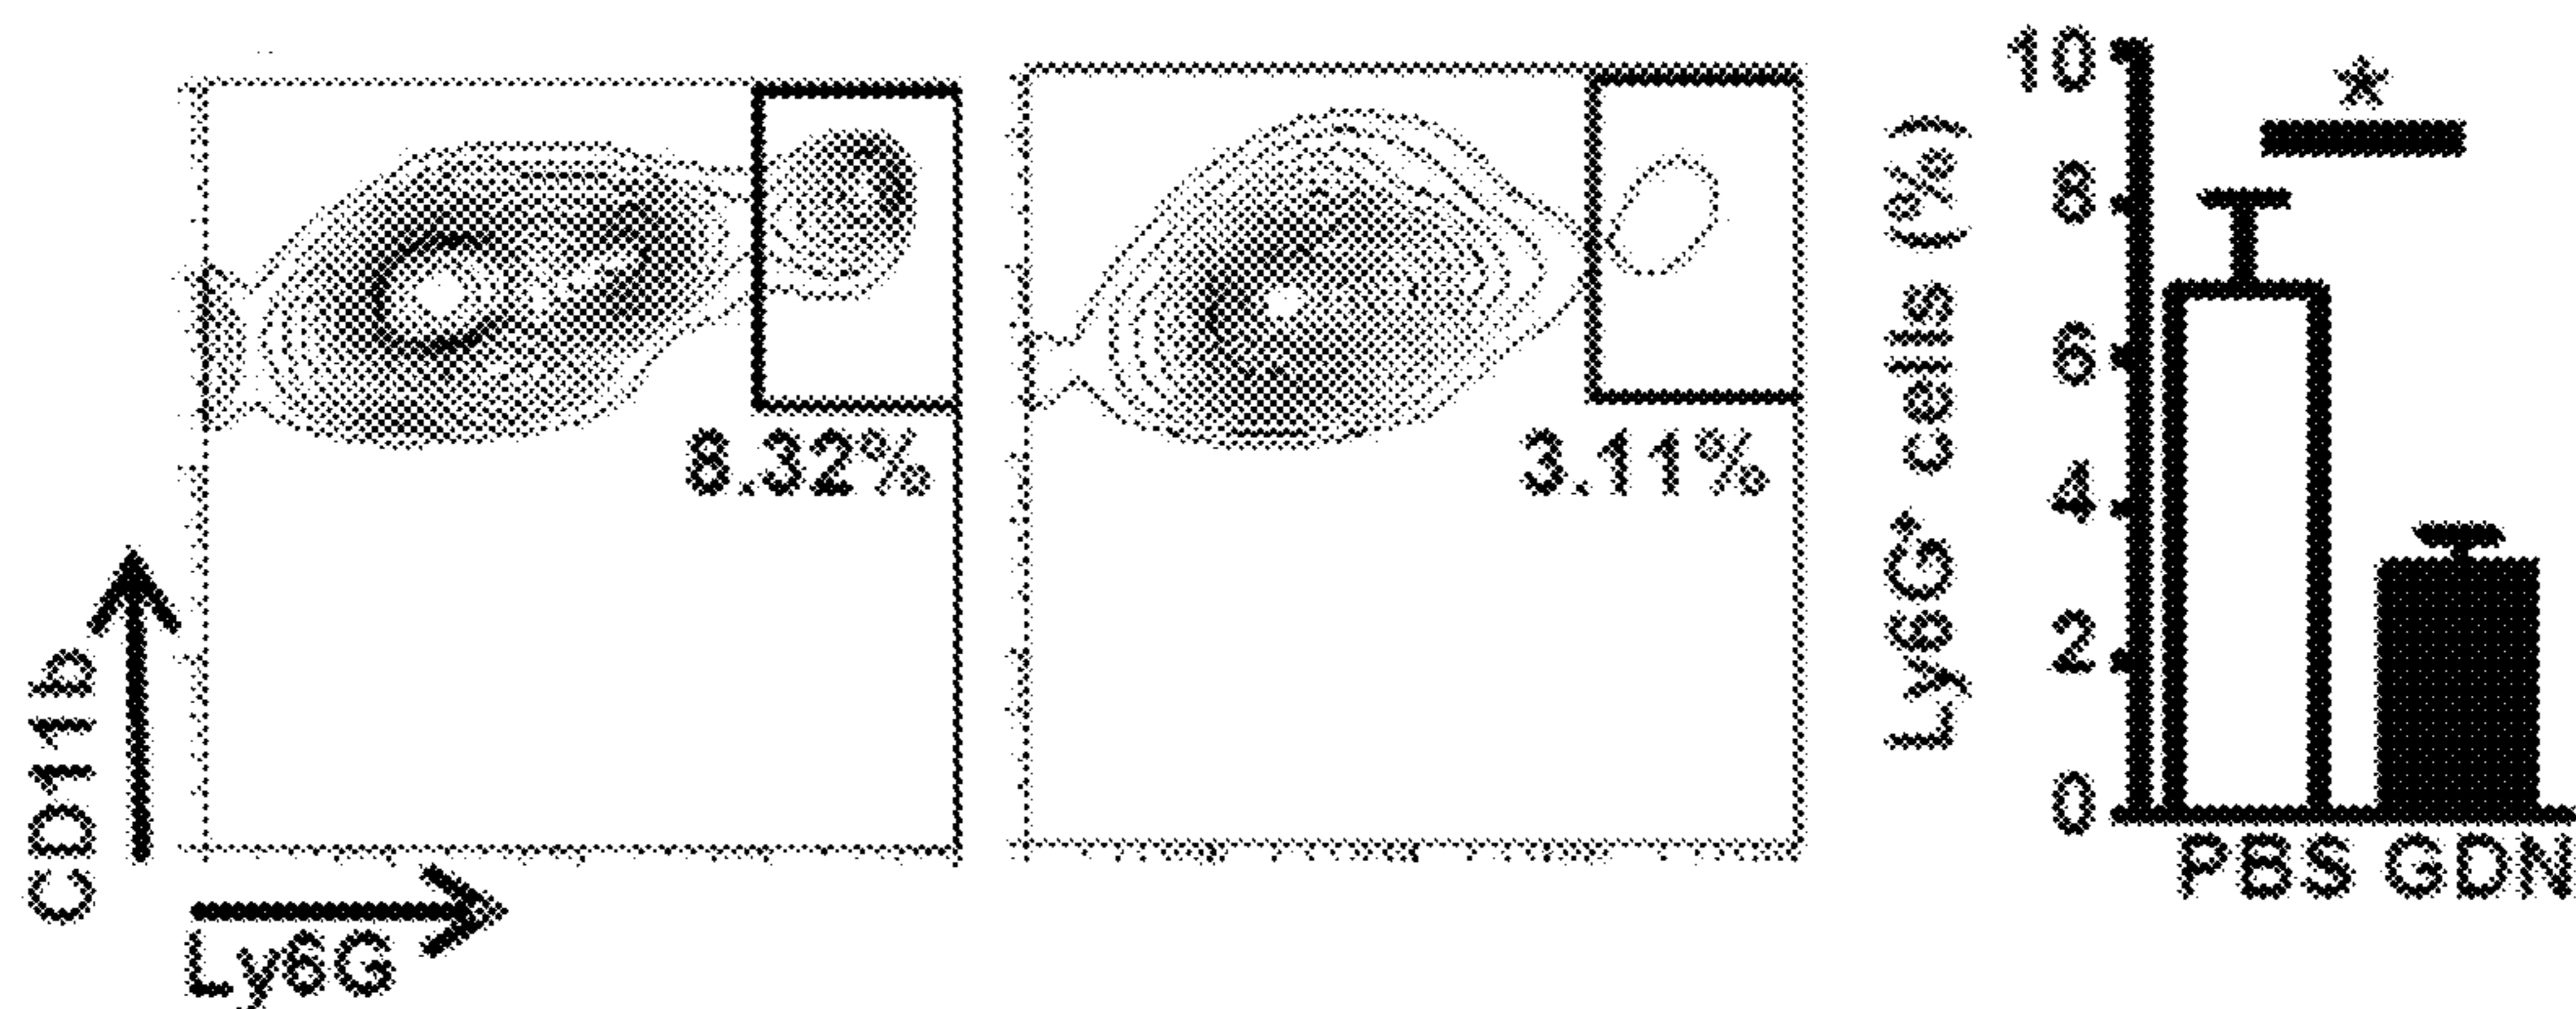 CD11b
Ly6G
8.32%
3.11%
Ly6G+ cells (%)
10
8
6
4
2
0
*
PBS GDN